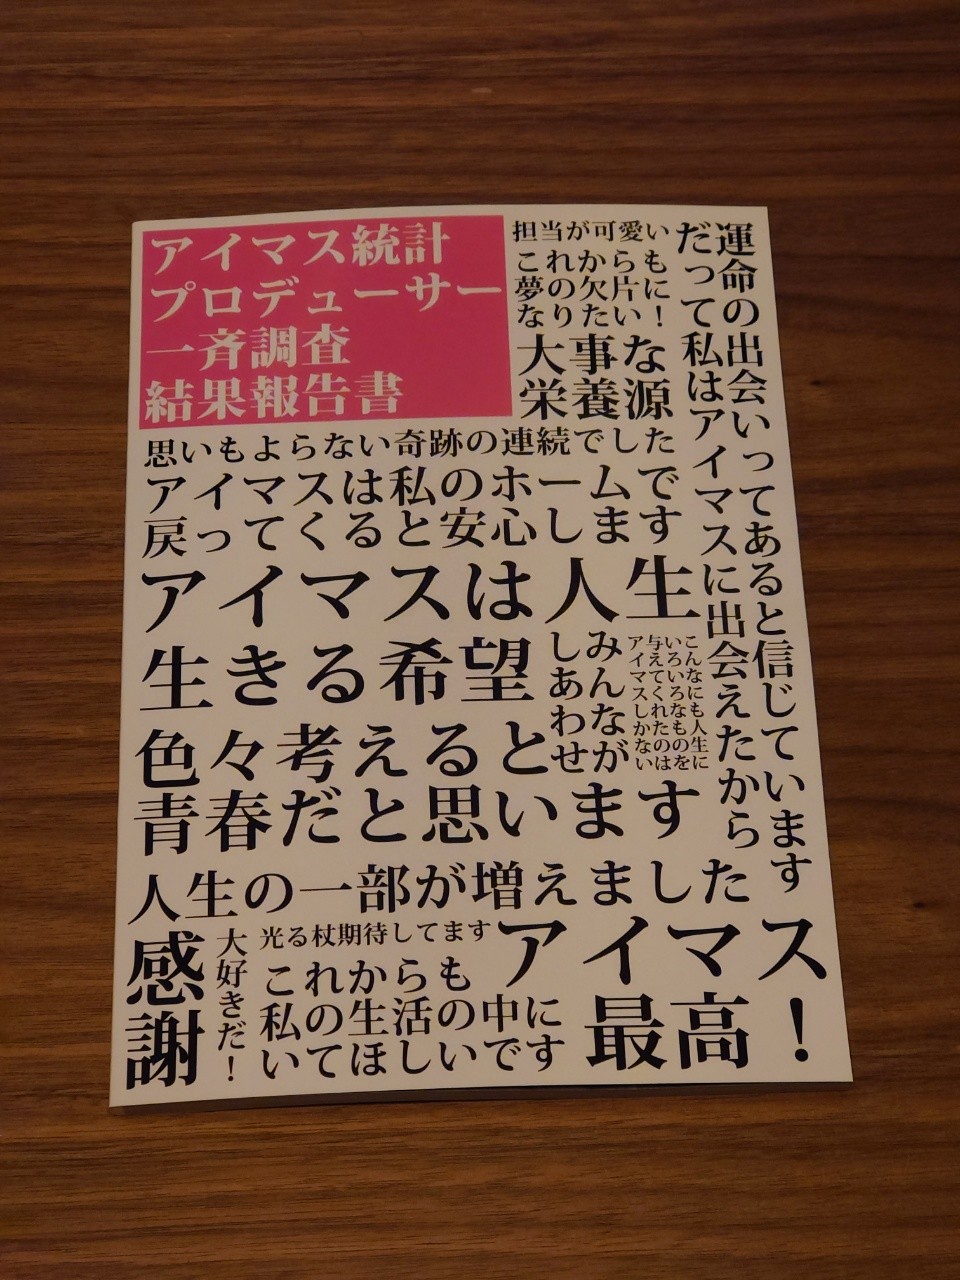 アイマス統計
プロデューサー
一斉調査
結果報告書
担当が可愛い
これからも
夢の欠片に
なりたい！
大事な
栄養源
運命の出会いってあると信じています
だって私はアイマスに出会えたから
思いもよらない奇跡の連続でした
アイマスは私のホームです
戻ってくると安心します
アイマスは人生
生きる希望
みんなが
しあわせ
こんなにも人生に
いろいろなものを
与えてくれたのは
アイマスしかない
色々考えると
青春だと思います
人生の一部が増えました
感謝
大好きだ！
光る杖期待してます
これからも
私の生活の中に
いてほしいです
アイマス
最高！